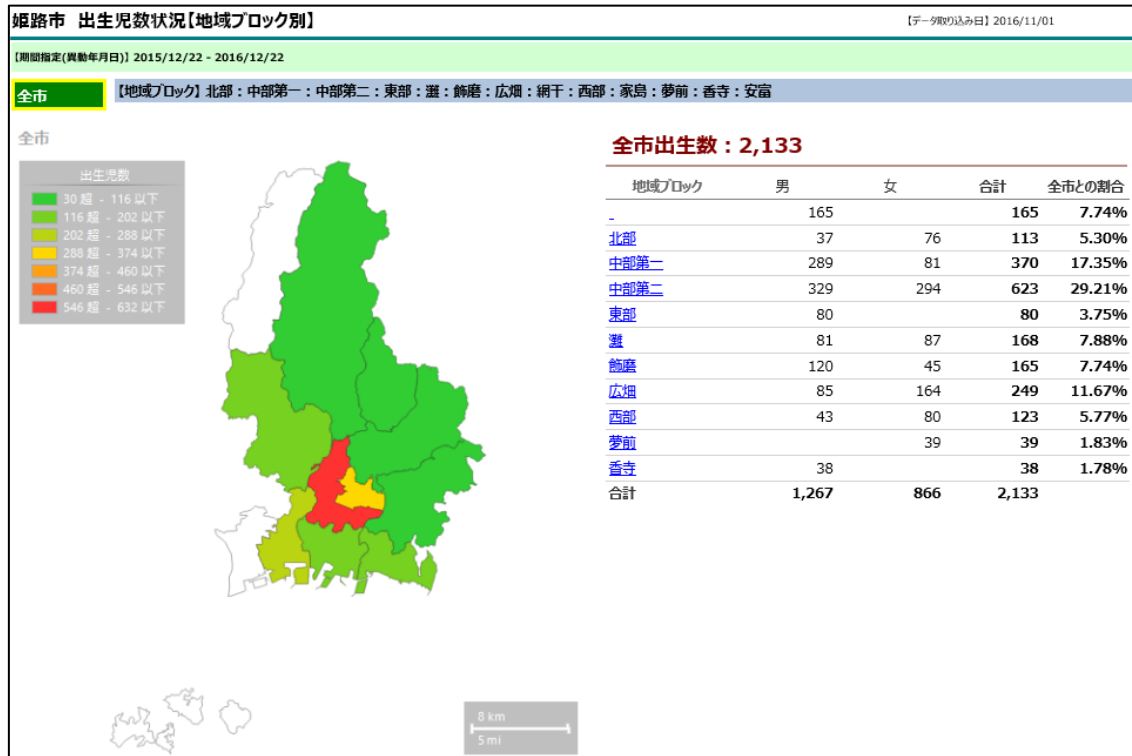 姫路市 出生児数状況【地域ブロック別】
【データ取り込み日】2016/11/01
【期間指定(異動年月日)】2015/12/22 - 2016/12/22
全市
【地域ブロック】北部：中部第一：中部第二：東部：灘：飾磨：広畑：網干：西部：家島：夢前：香寺：安富
全市
出生児数
30 超 - 116 以下
116 超 - 202 以下
202 超 - 288 以下
288 超 - 374 以下
374 超 - 460 以下
460 超 - 546 以下
546 超 - 632 以下
8 km
5 mi
全市出生数：2,133
地域ブロック 男 女 合計 全市との割合
- 165 165 7.74%
北部 37 76 113 5.30%
中部第一 289 81 370 17.35%
中部第二 329 294 623 29.21%
東部 80 80 3.75%
灘 81 87 168 7.88%
飾磨 120 45 165 7.74%
広畑 85 164 249 11.67%
西部 43 80 123 5.77%
夢前 39 39 1.83%
香寺 38 38 1.78%
合計 1,267 866 2,133